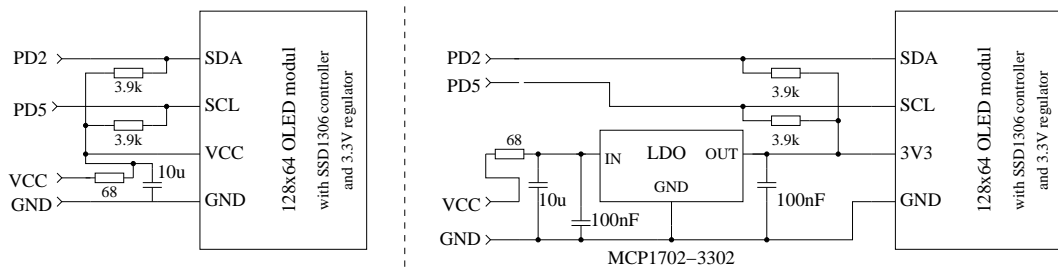 PD2
SDA
3.9k
PD5
SCL
3.9k
VCC
VCC
68
10u
GND
GND
128x64 OLED modul
with SSD1306 controller
and 3.3V regulator
PD2
SDA
PD5
3.9k
SCL
3.9k
68
IN
LDO
OUT
GND
3V3
VCC
10u
100nF
100nF
GND
GND
MCP1702-3302
128x64 OLED modul
with SSD1306 controller
and 3.3V regulator